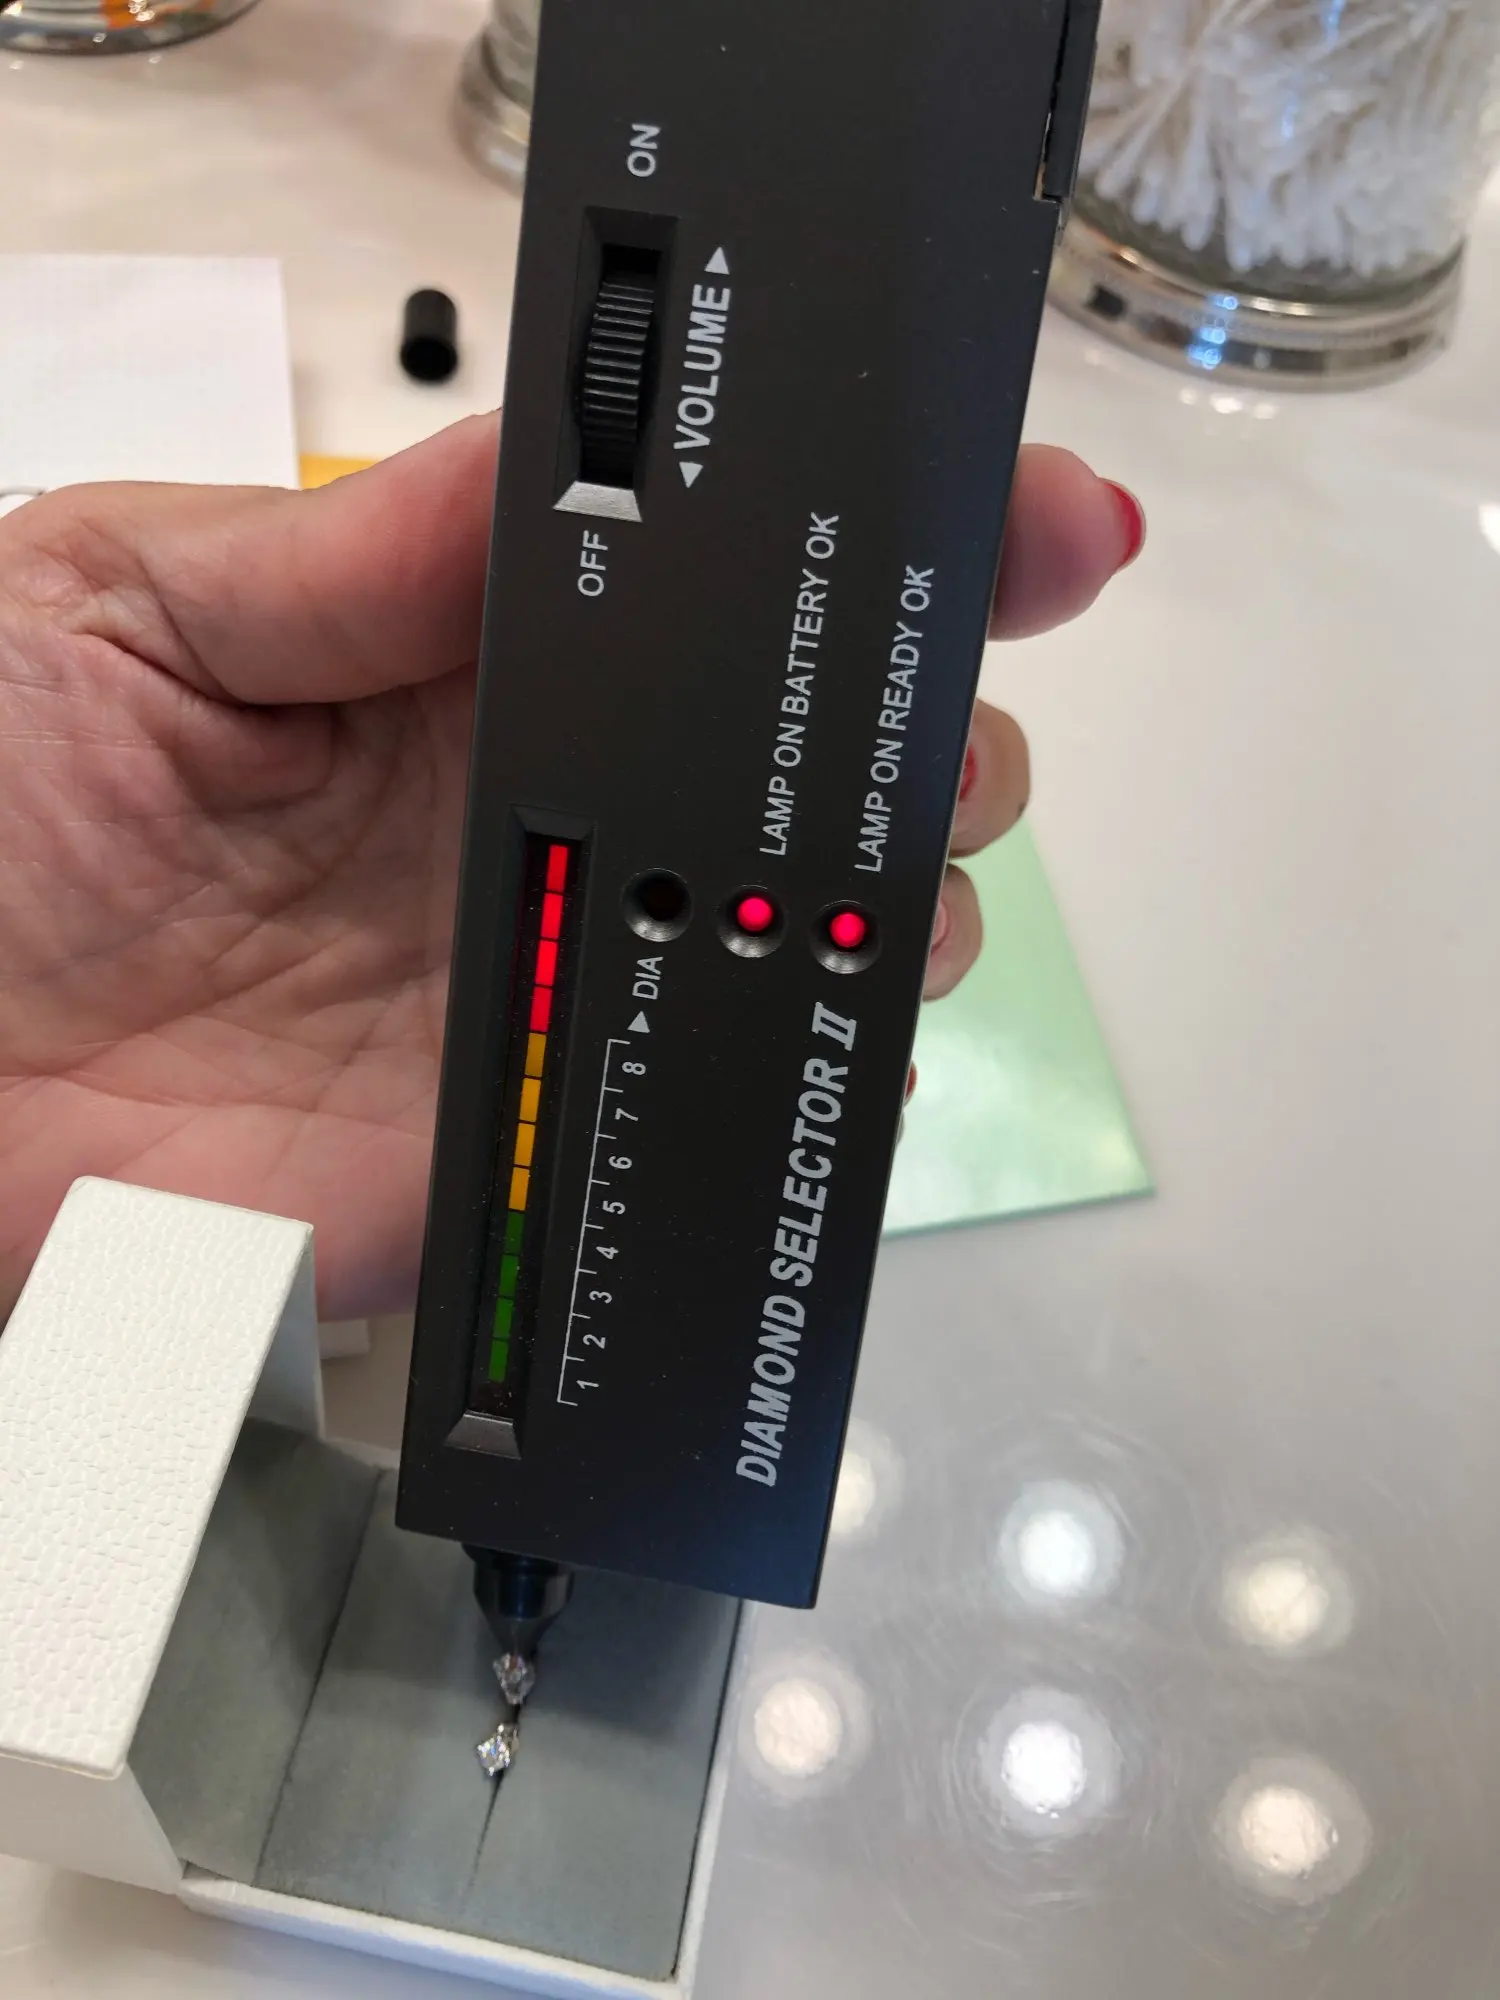 ON
◀ VOLUME ▶
OFF
LAMP ON BATTERY OK
LAMP ON READY OK
▶ DIA
1 2 3 4 5 6 7 8
DIAMOND SELECTOR II